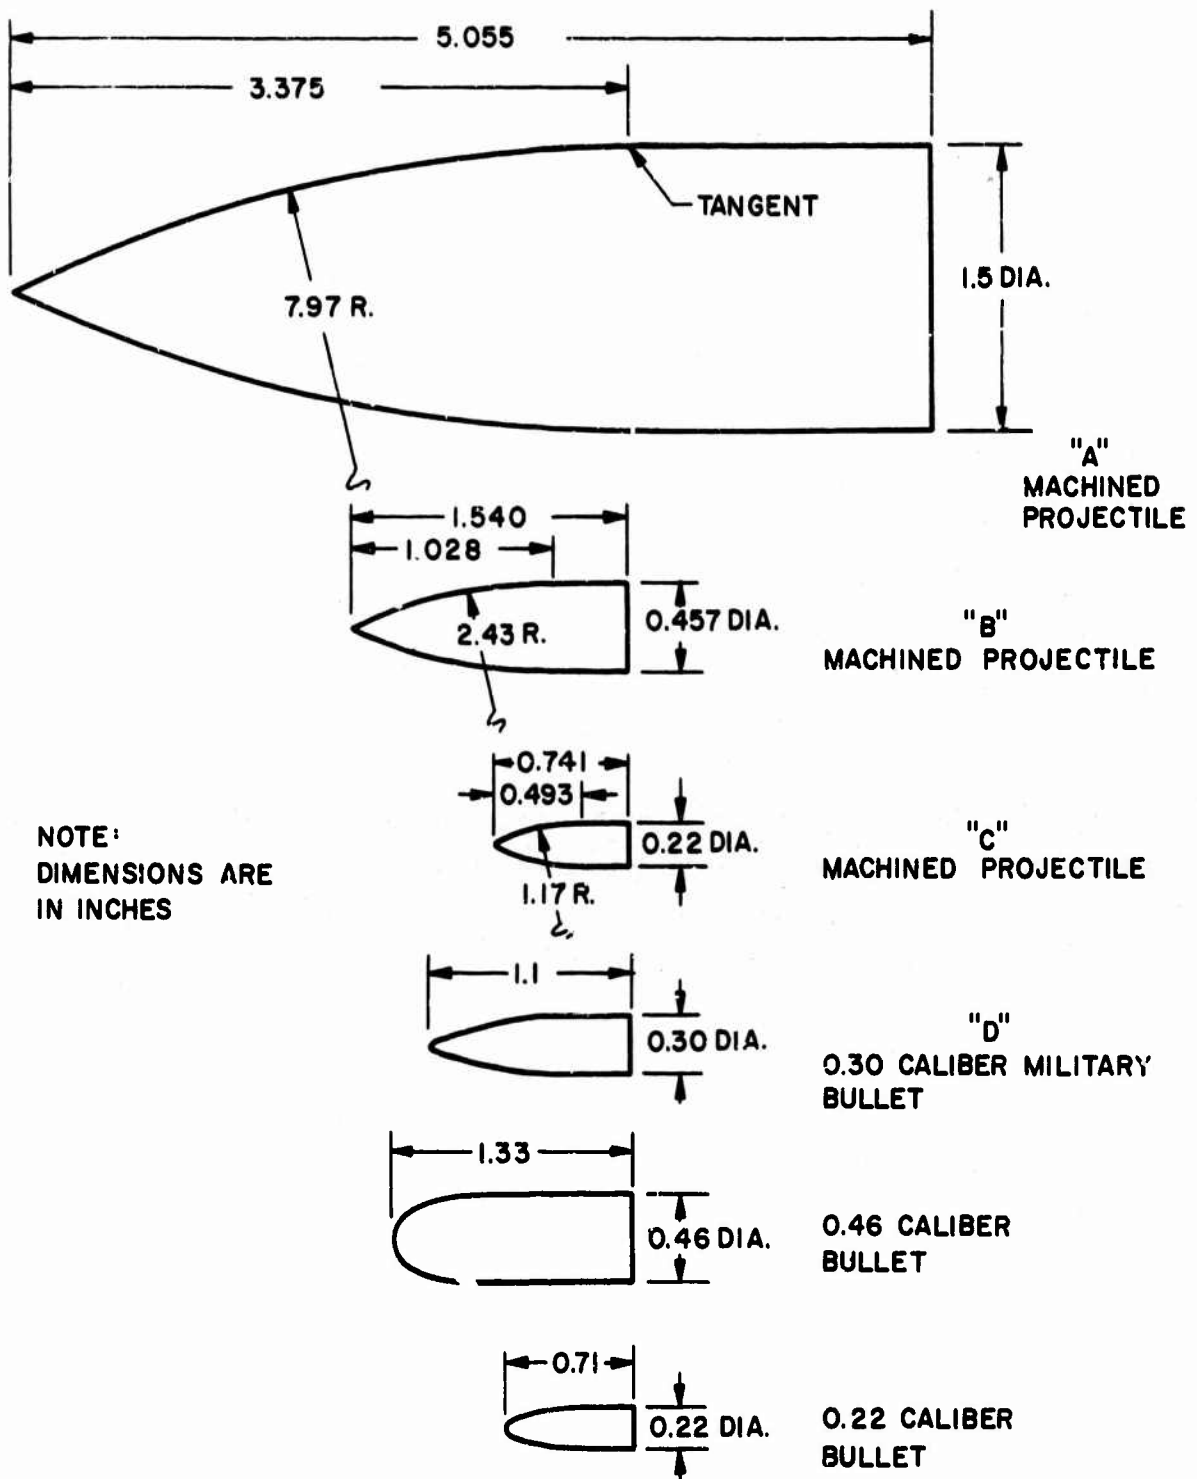 5.055
3.375
TANGENT
1.5 DIA.
7.97 R.
"A"
MACHINED
PROJECTILE
1.540
1.028
0.457 DIA.
2.43 R.
"B"
MACHINED PROJECTILE
0.741
0.493
0.22 DIA.
1.17 R.
"C"
MACHINED PROJECTILE
NOTE:
DIMENSIONS ARE
IN INCHES
1.1
0.30 DIA.
"D"
0.30 CALIBER MILITARY
BULLET
1.33
0.46 DIA.
0.46 CALIBER
BULLET
0.71
0.22 DIA.
0.22 CALIBER
BULLET